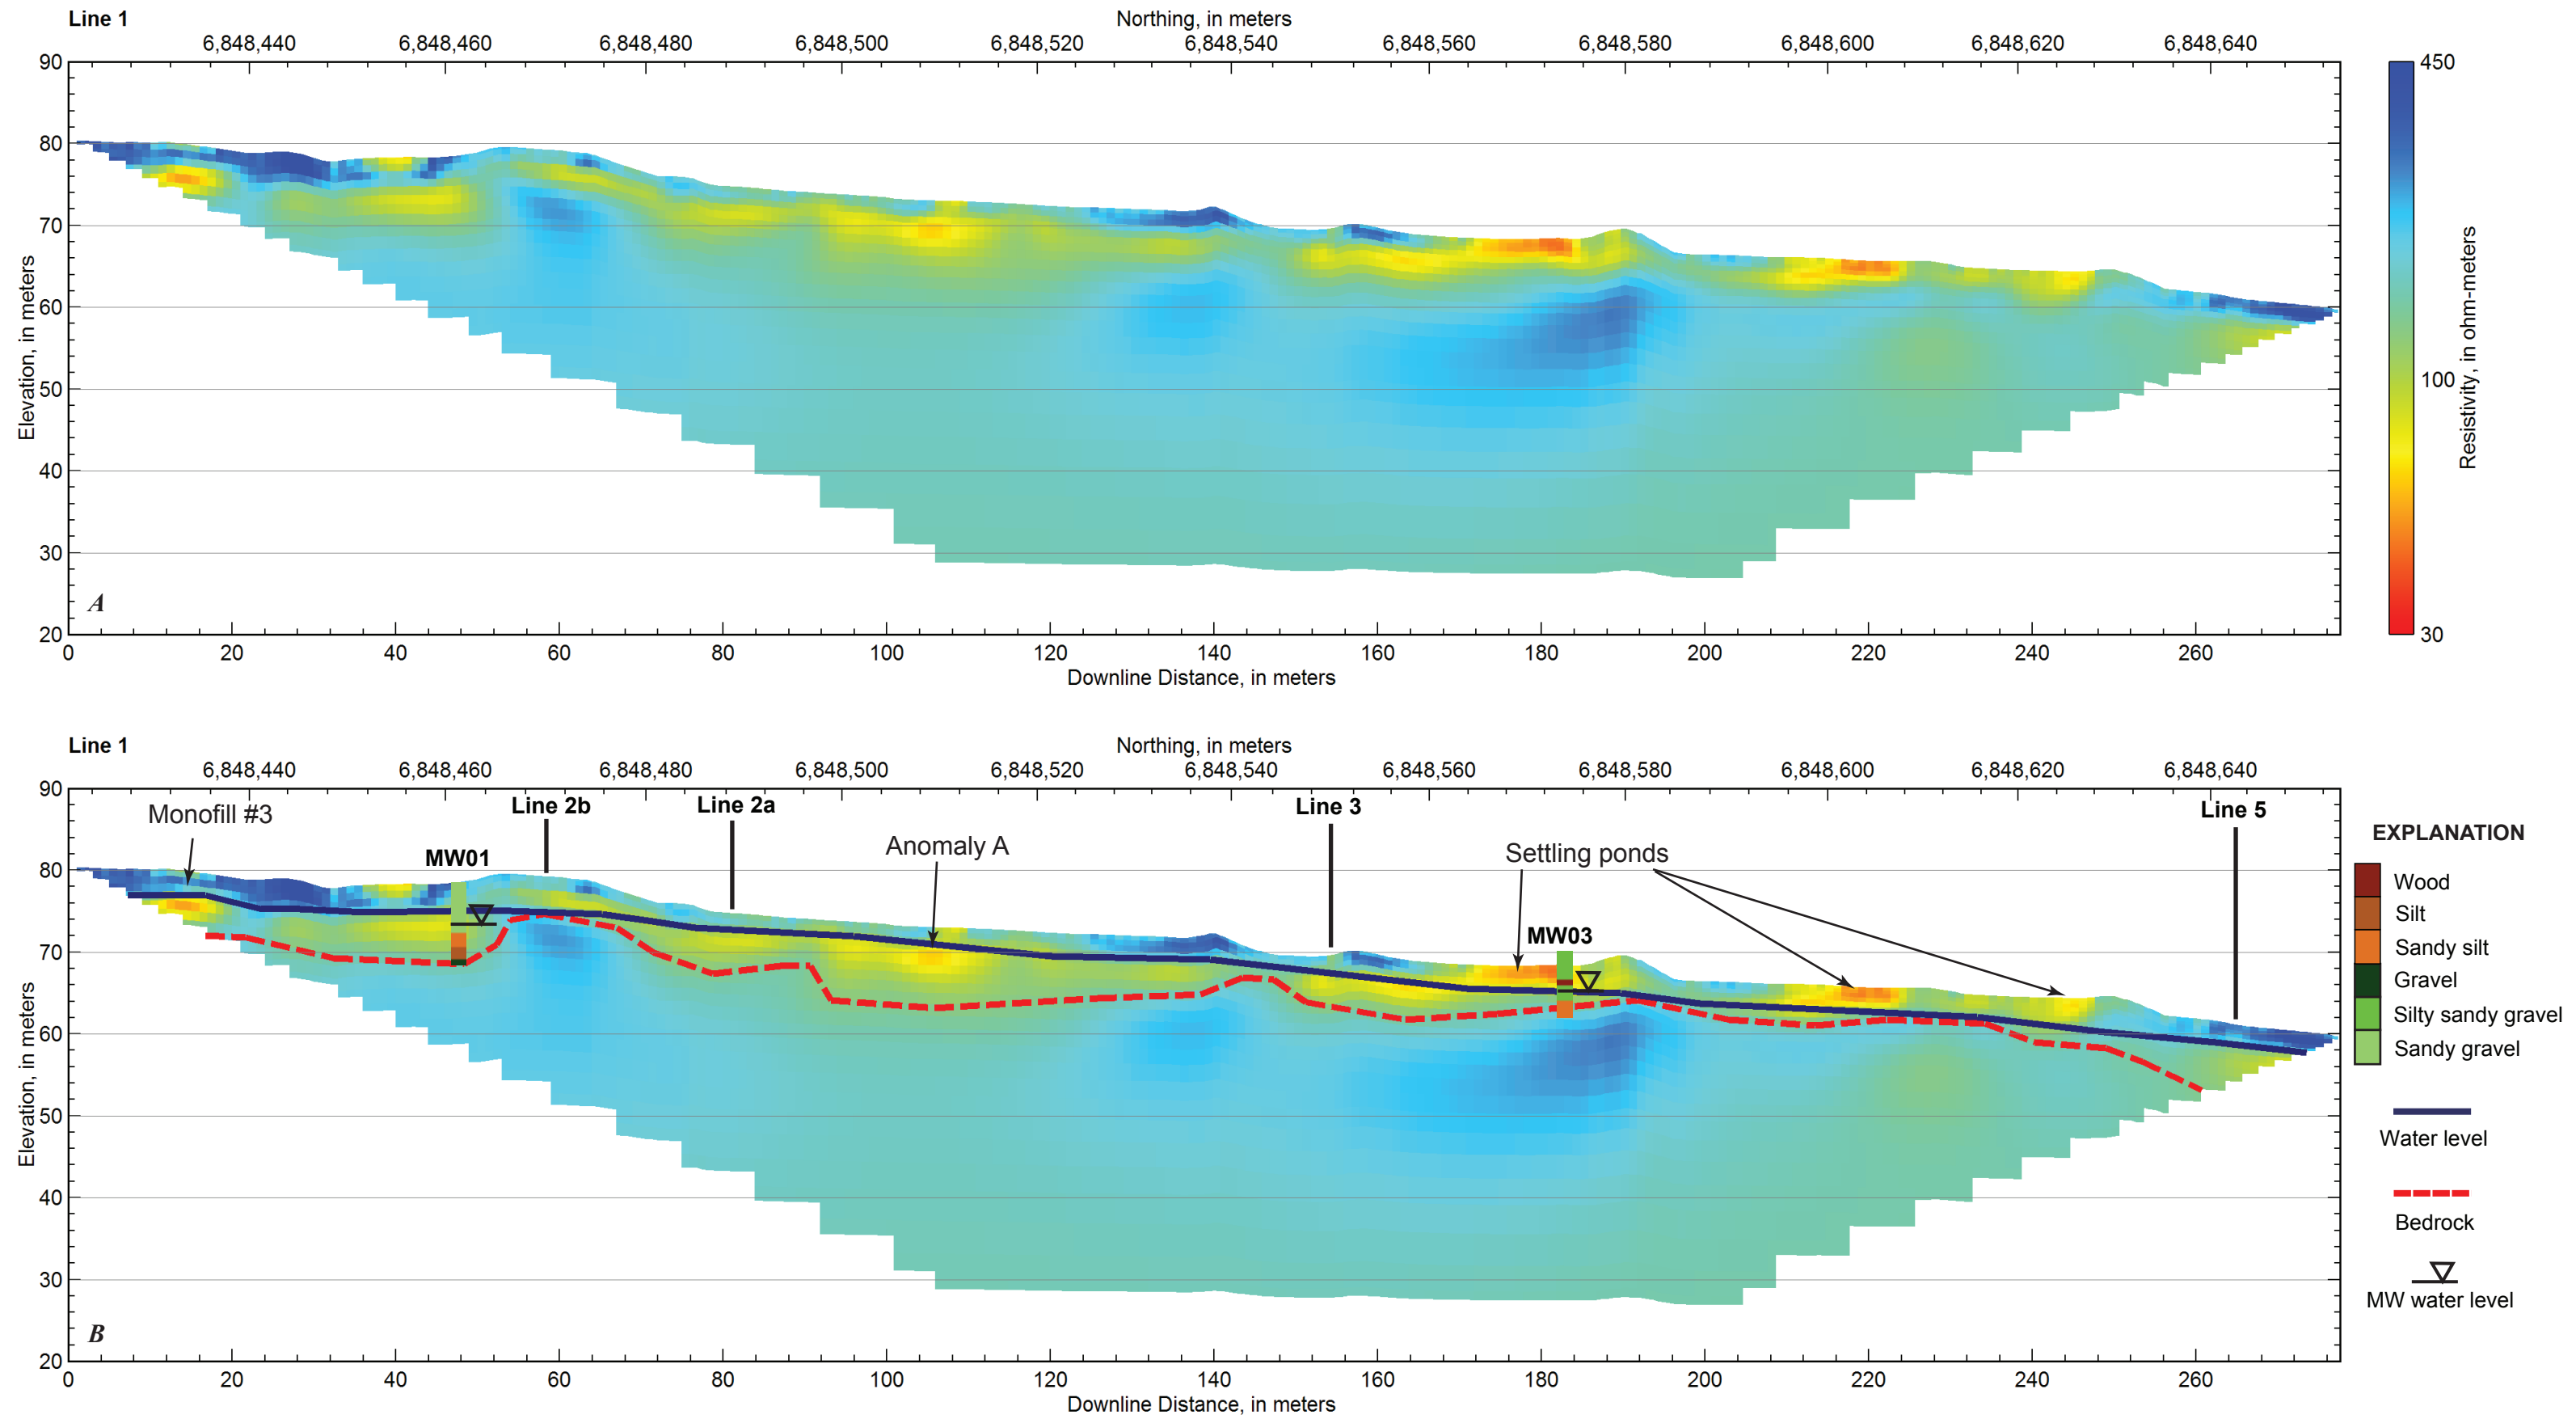 Line 1
Northing, in meters
6,848,440 6,848,460 6,848,480 6,848,500 6,848,520 6,848,540 6,848,560 6,848,580 6,848,600 6,848,620 6,848,640
90
80
70
60
50
40
30
20
Elevation, in meters
A
0 20 40 60 80 100 120 140 160 180 200 220 240 260
Downline Distance, in meters
450
100
30
Resistivity, in ohm-meters
Line 1
Northing, in meters
6,848,440 6,848,460 6,848,480 6,848,500 6,848,520 6,848,540 6,848,560 6,848,580 6,848,600 6,848,620 6,848,640
90
80
70
60
50
40
30
20
Elevation, in meters
Monofill #3
MW01
Line 2b
Line 2a
Anomaly A
Line 3
Settling ponds
MW03
Line 5
B
0 20 40 60 80 100 120 140 160 180 200 220 240 260
Downline Distance, in meters
EXPLANATION
Wood
Silt
Sandy silt
Gravel
Silty sandy gravel
Sandy gravel
Water level
Bedrock
MW water level